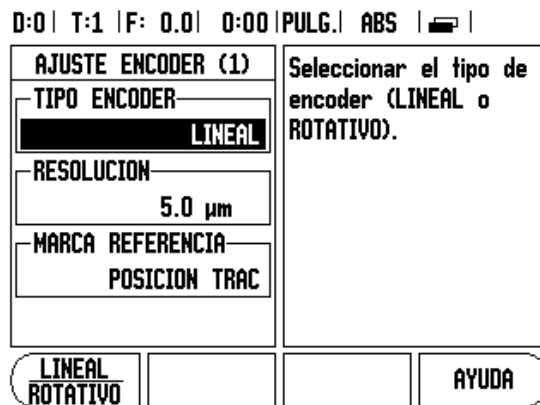 D:0 T:1 F: 0.0 0:00 PULG. ABS
AJUSTE ENCODER (1)
TIPO ENCODER
LINEAL
RESOLUCION
5.0 µm
MARCA REFERENCIA
POSICION TRAC
Seleccionar el tipo de
encoder (LINEAL o
ROTATIVO).
LINEAL
ROTATIVO
AYUDA